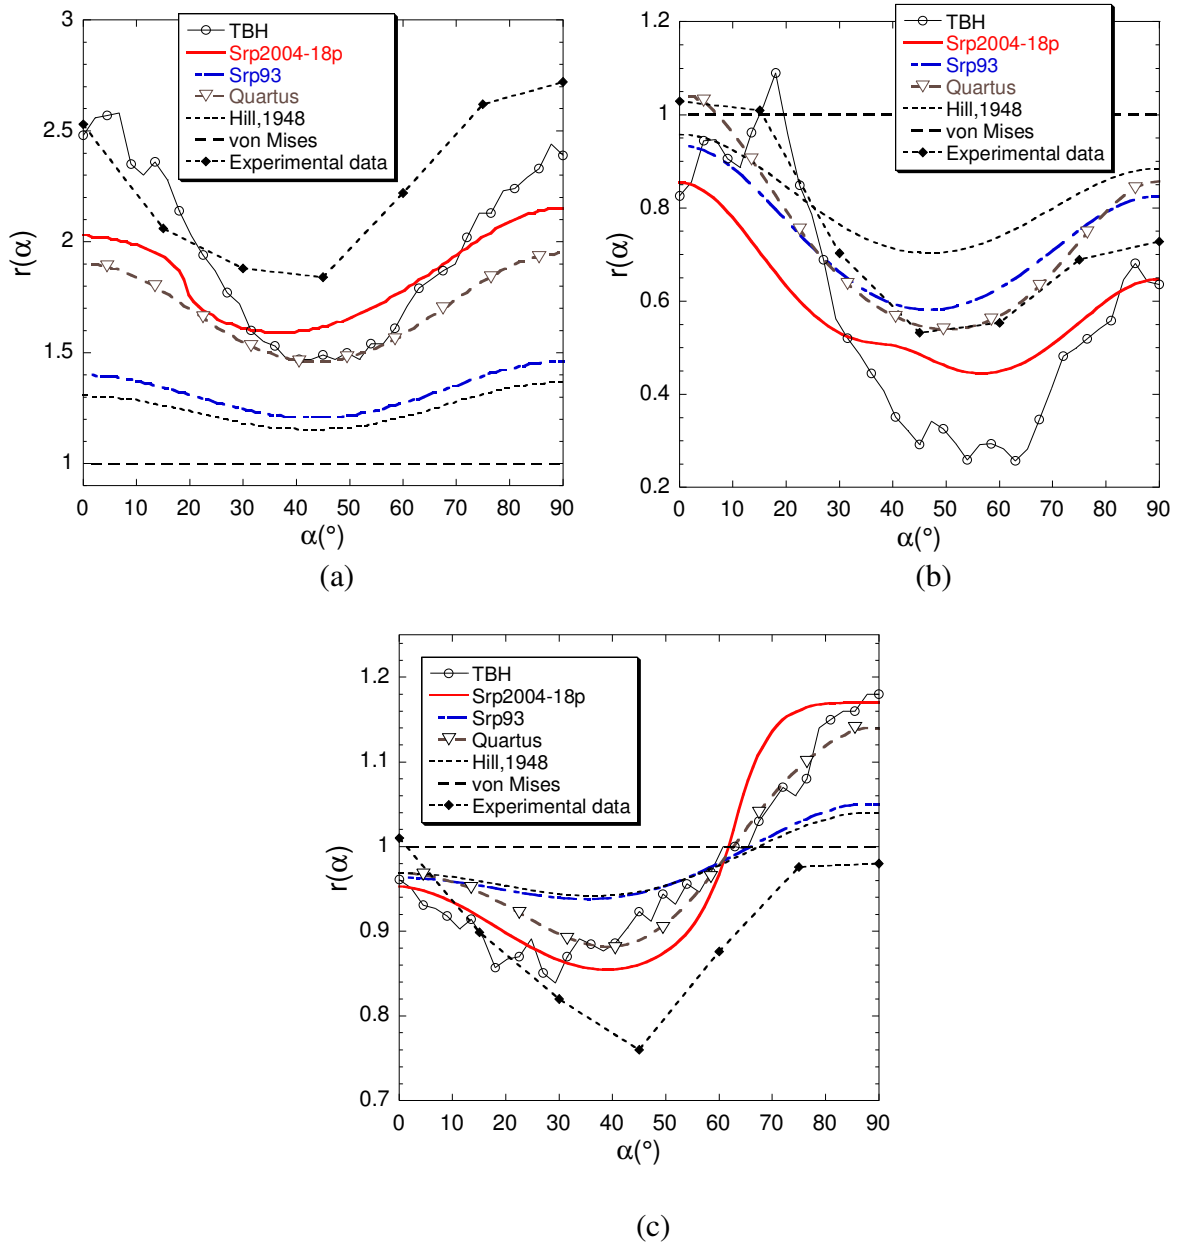 3
2.5
2
1.5
1
r(α)
0 10 20 30 40 50 60 70 80 90
α(°)
TBH
Srp2004-18p
Srp93
Quartus
Hill,1948
von Mises
Experimental data
(a)
1.2
1
0.8
0.6
0.4
0.2
r(α)
0 10 20 30 40 50 60 70 80 90
α(°)
TBH
Srp2004-18p
Srp93
Quartus
Hill,1948
von Mises
Experimental data
(b)
1.2
1.1
1
0.9
0.8
0.7
r(α)
0 10 20 30 40 50 60 70 80 90
α(°)
TBH
Srp2004-18p
Srp93
Quartus
Hill,1948
von Mises
Experimental data
(c)